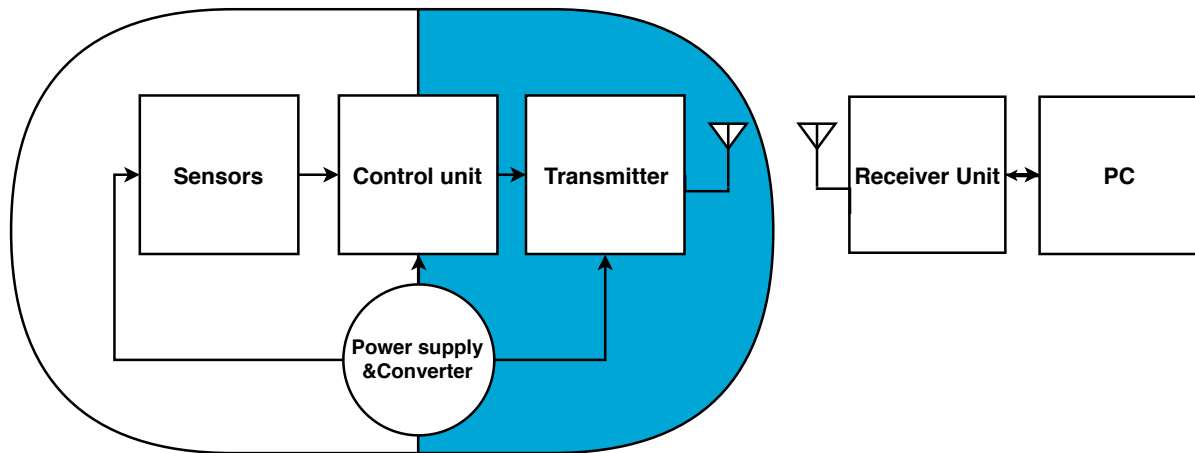 Sensors
Control unit
Transmitter
Receiver Unit
PC
Power supply
&Converter